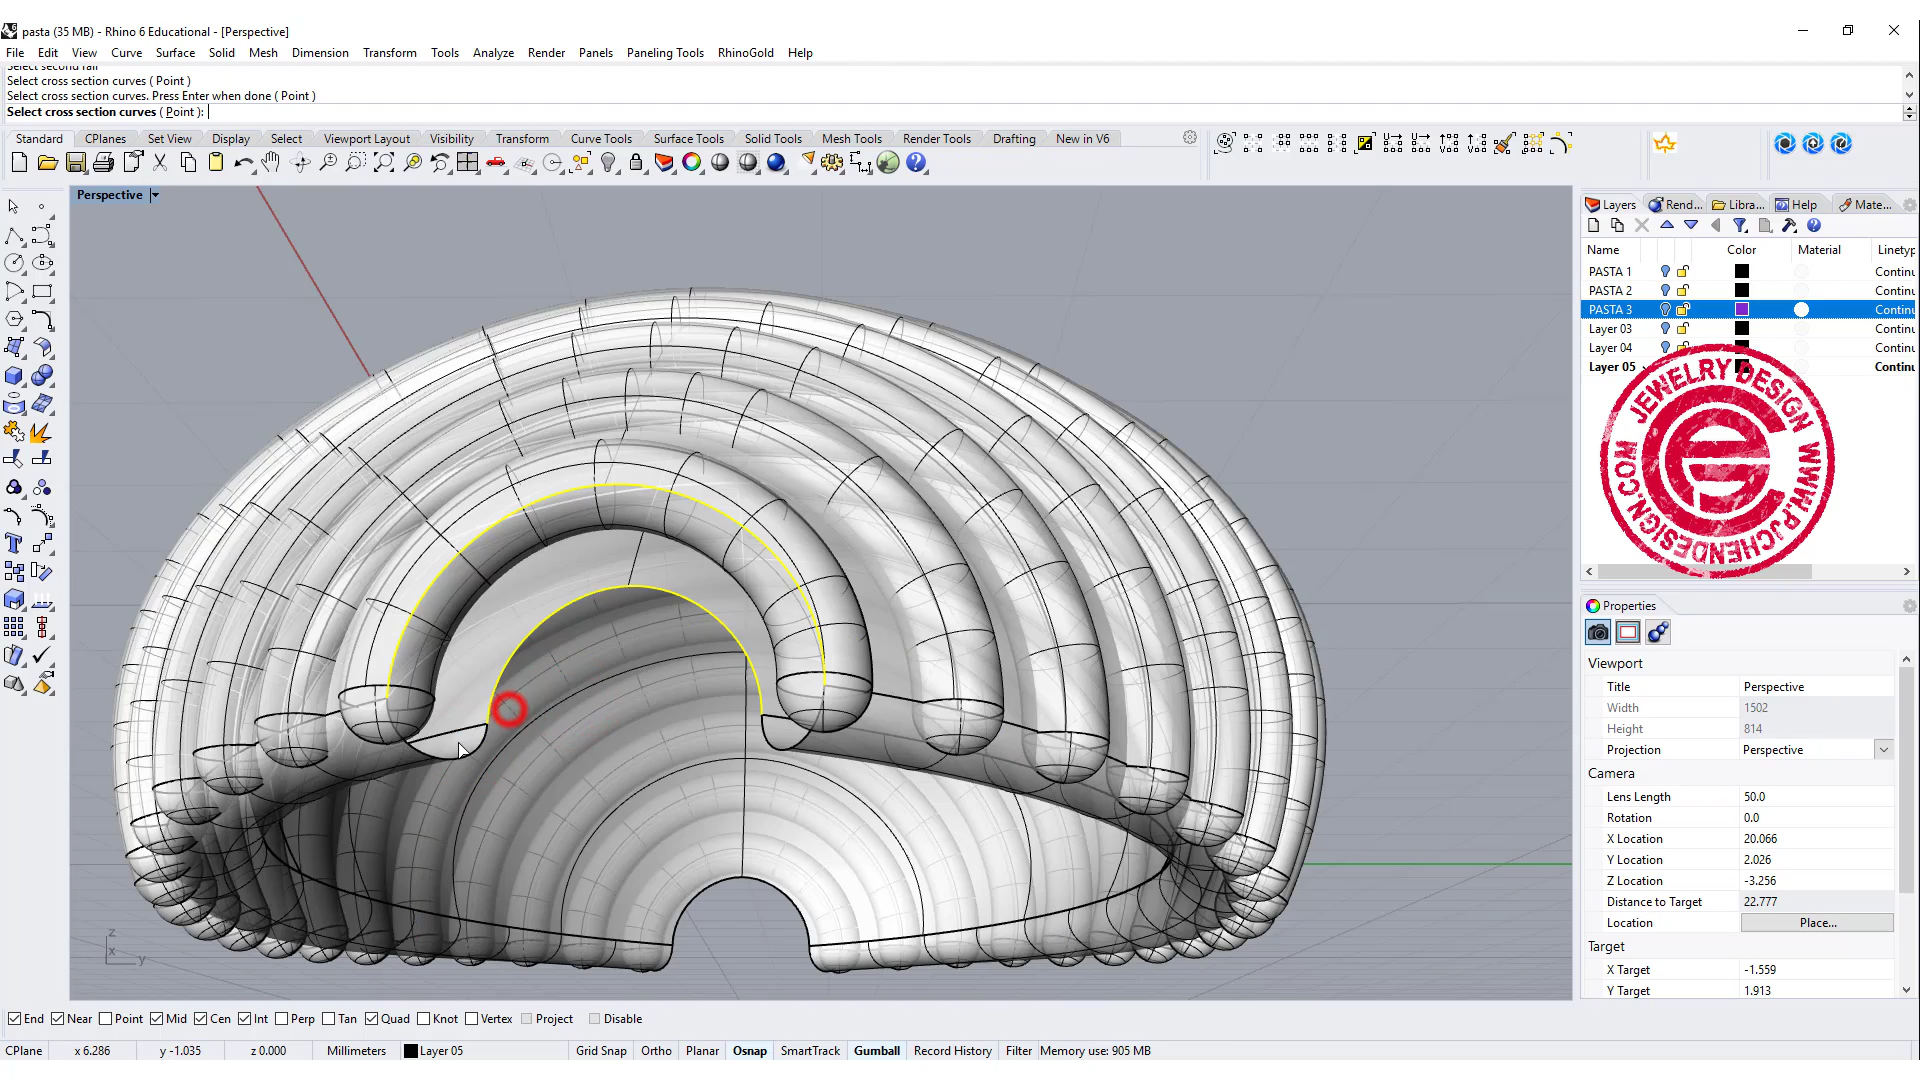 pasta (35 MB) - Rhino 6 Educational - [Perspective]
File Edit View Curve Surface Solid Mesh Dimension Transform Tools Analyze Render Panels Paneling Tools RhinoGold Help
Select second rail
Select cross section curves ( Point )
Select cross section curves. Press Enter when done ( Point )
Select cross section curves ( Point ):
Standard CPlanes Set View Display Select Viewport Layout Visibility Transform Curve Tools Surface Tools Solid Tools Mesh Tools Render Tools Drafting New in V6
Perspective
Layers Rend... Libra... Help Mate...
Name Color Material Linetyp
PASTA 1 Continu
PASTA 2 Continu
PASTA 3 Continu
Layer 03 Continu
Layer 04 Continu
Layer 05 Continu
JEWELRY DESIGN WWW.PJCHENDESIGN.COM
Properties
Viewport
Title Perspective
Width 1502
Height 814
Projection Perspective
Camera
Lens Length 50.0
Rotation 0.0
X Location 20.066
Y Location 2.026
Z Location -3.256
Distance to Target 22.777
Location Place...
Target
X Target -1.559
Y Target 1.913
z
x y
End Near Point Mid Cen Int Perp Tan Quad Knot Vertex Project Disable
CPlane x 6.286 y -1.035 z 0.000 Millimeters Layer 05 Grid Snap Ortho Planar Osnap SmartTrack Gumball Record History Filter Memory use: 905 MB